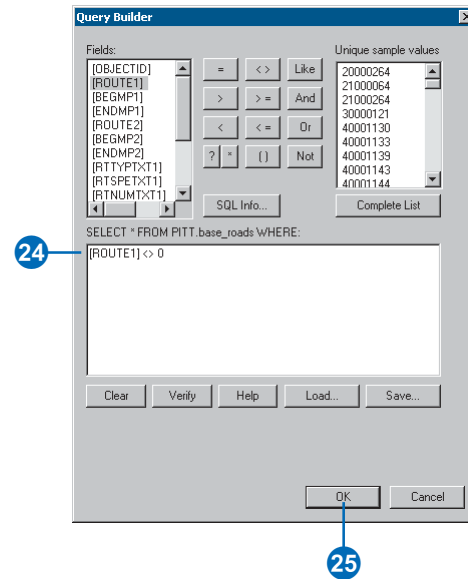 Query Builder
Fields:
[OBJECTID]
[ROUTE1]
[BEGMP1]
[ENDMP1]
[ROUTE2]
[BEGMP2]
[ENDMP2]
[RTTYPTXT1]
[RTSPETXT1]
[RTNUMTXT1]
= <> Like
> >= And
< <= Or
? * () Not
SQL Info...
Unique sample values
20000264
21000064
21000264
30000121
40001130
40001133
40001139
40001143
40001144
Complete List
SELECT * FROM PITT.base_roads WHERE:
24
[ROUTE1] <> 0
Clear Verify Help Load... Save...
OK Cancel
25